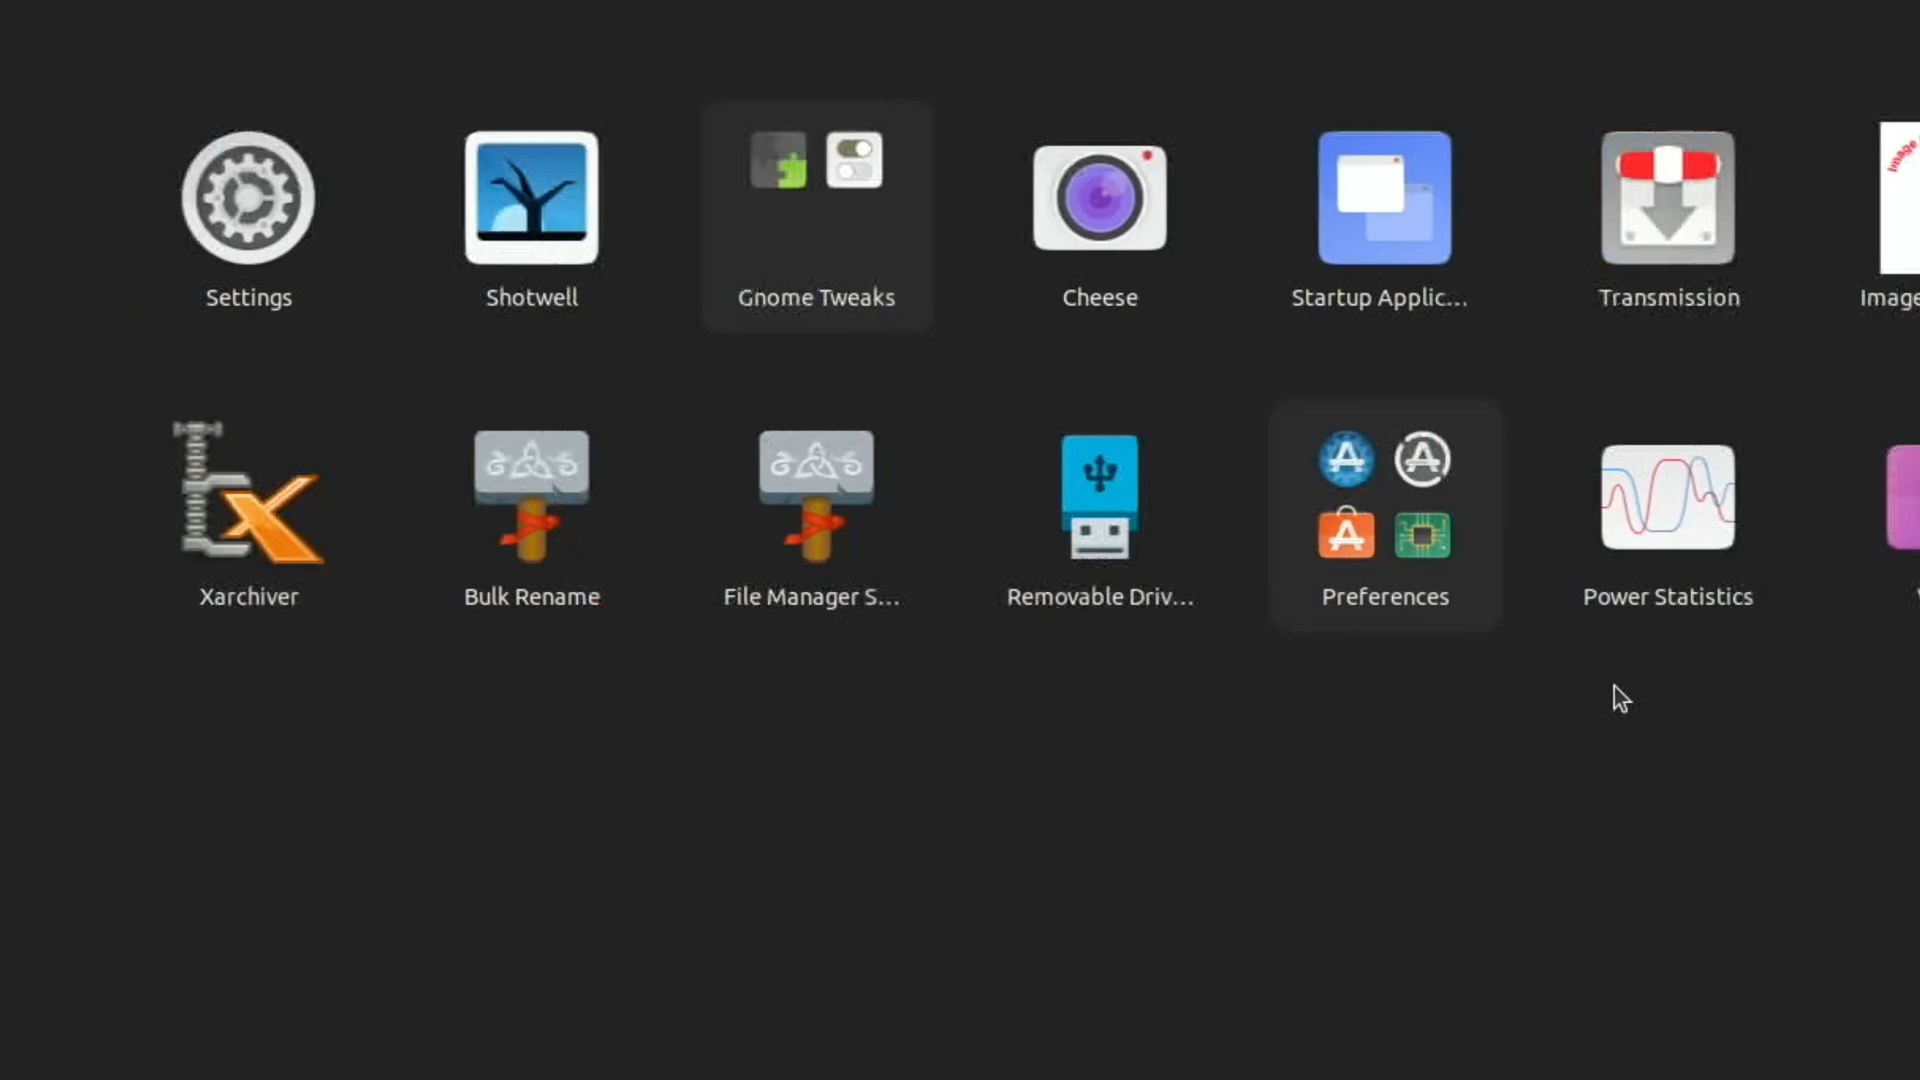 Settings
Shotwell
Gnome Tweaks
Cheese
Startup Applic...
Transmission
Image
Image
Xarchiver
Bulk Rename
File Manager S...
Removable Driv...
Preferences
Power Statistics